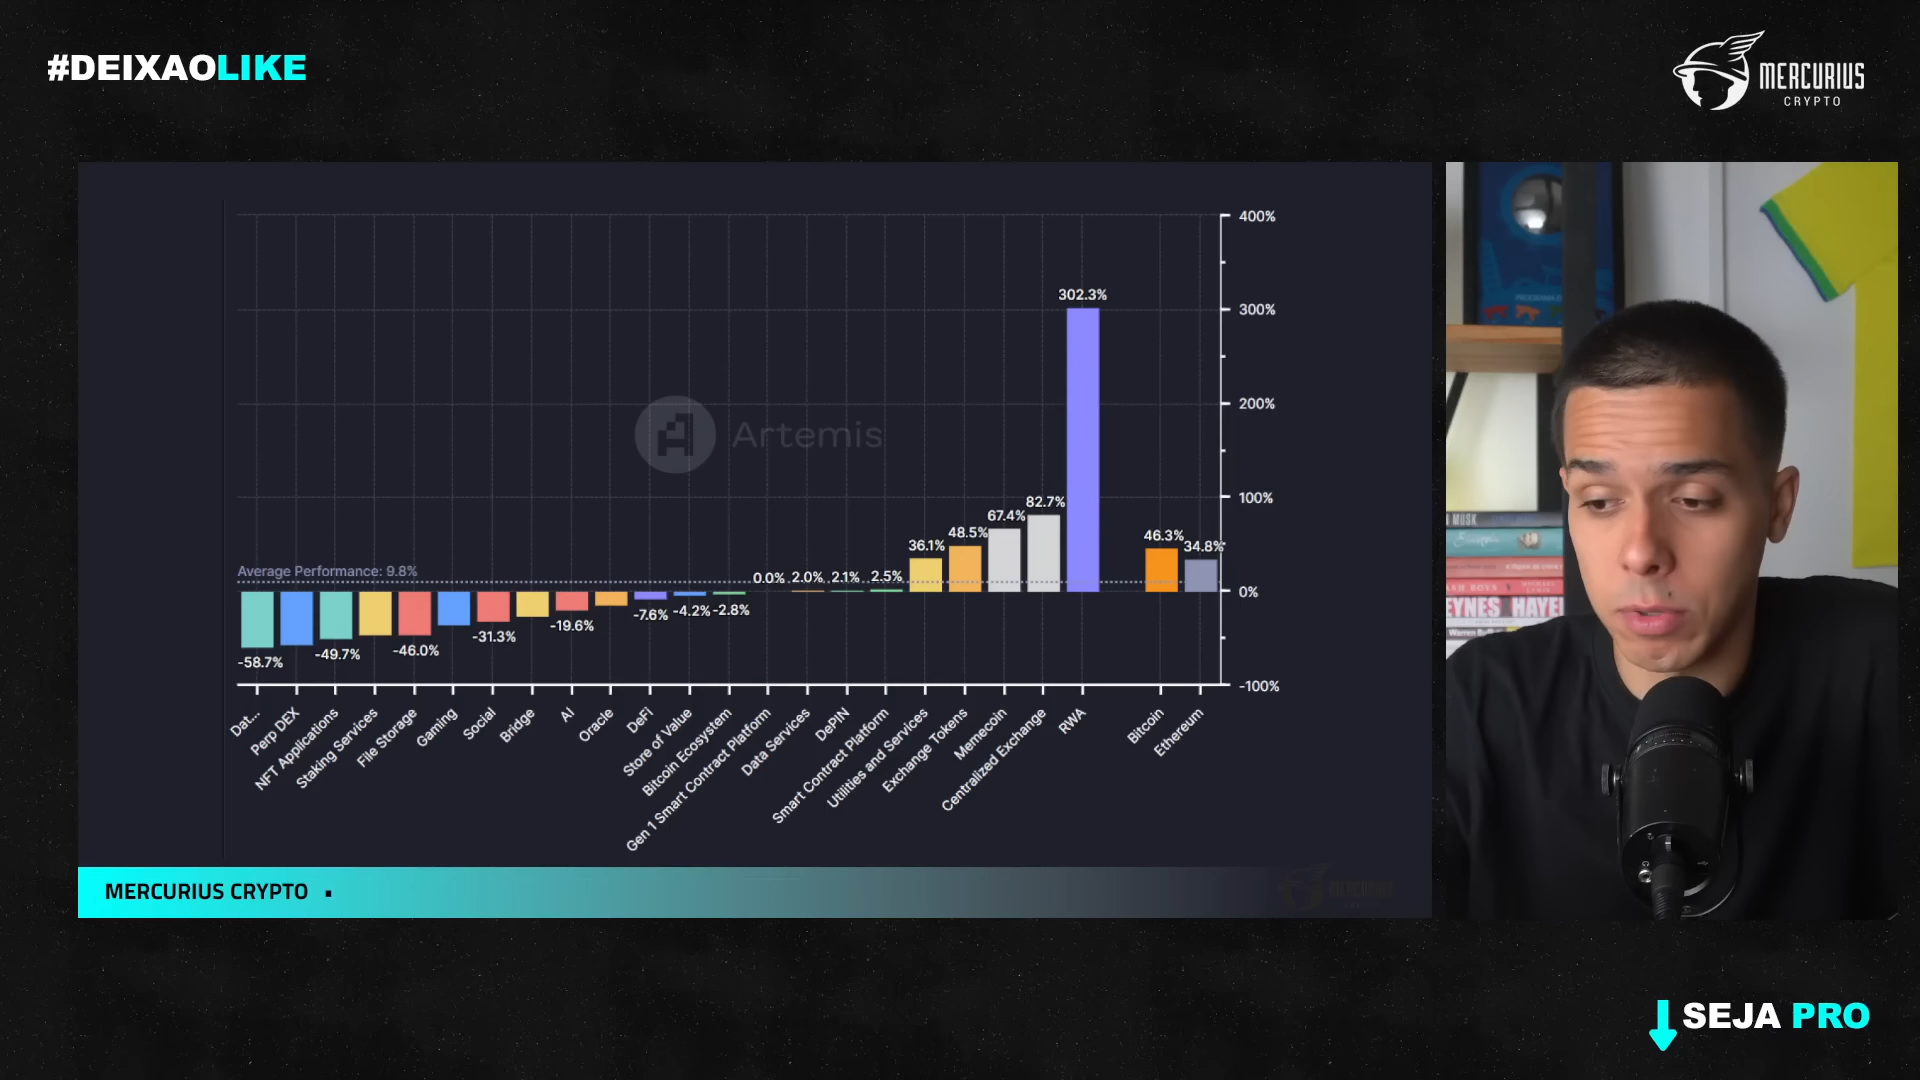 #DEIXAOLIKE
MERCURIUS
CRYPTO
400%
300%
200%
100%
0%
-100%
Artemis
Average Performance: 9.8%
-58.7%
-49.7%
-46.0%
-31.3%
-19.6%
-7.6%
-4.2%
-2.8%
0.0%
2.0%
2.1%
2.5%
36.1%
48.5%
67.4%
82.7%
302.3%
46.3%
34.8%
Dat...
Perp DEX
NFT Applications
Staking Services
File Storage
Gaming
Social
Bridge
AI
Oracle
DeFi
Store of Value
Bitcoin Ecosystem
Gen 1 Smart Contract Platform
Data Services
DePIN
Smart Contract Platform
Utilities and Services
Exchange Tokens
Memecoin
Centralized Exchange
RWA
Bitcoin
Ethereum
MUSK
BOYS
HAYE
Warren
MERCURIUS CRYPTO
SEJA PRO